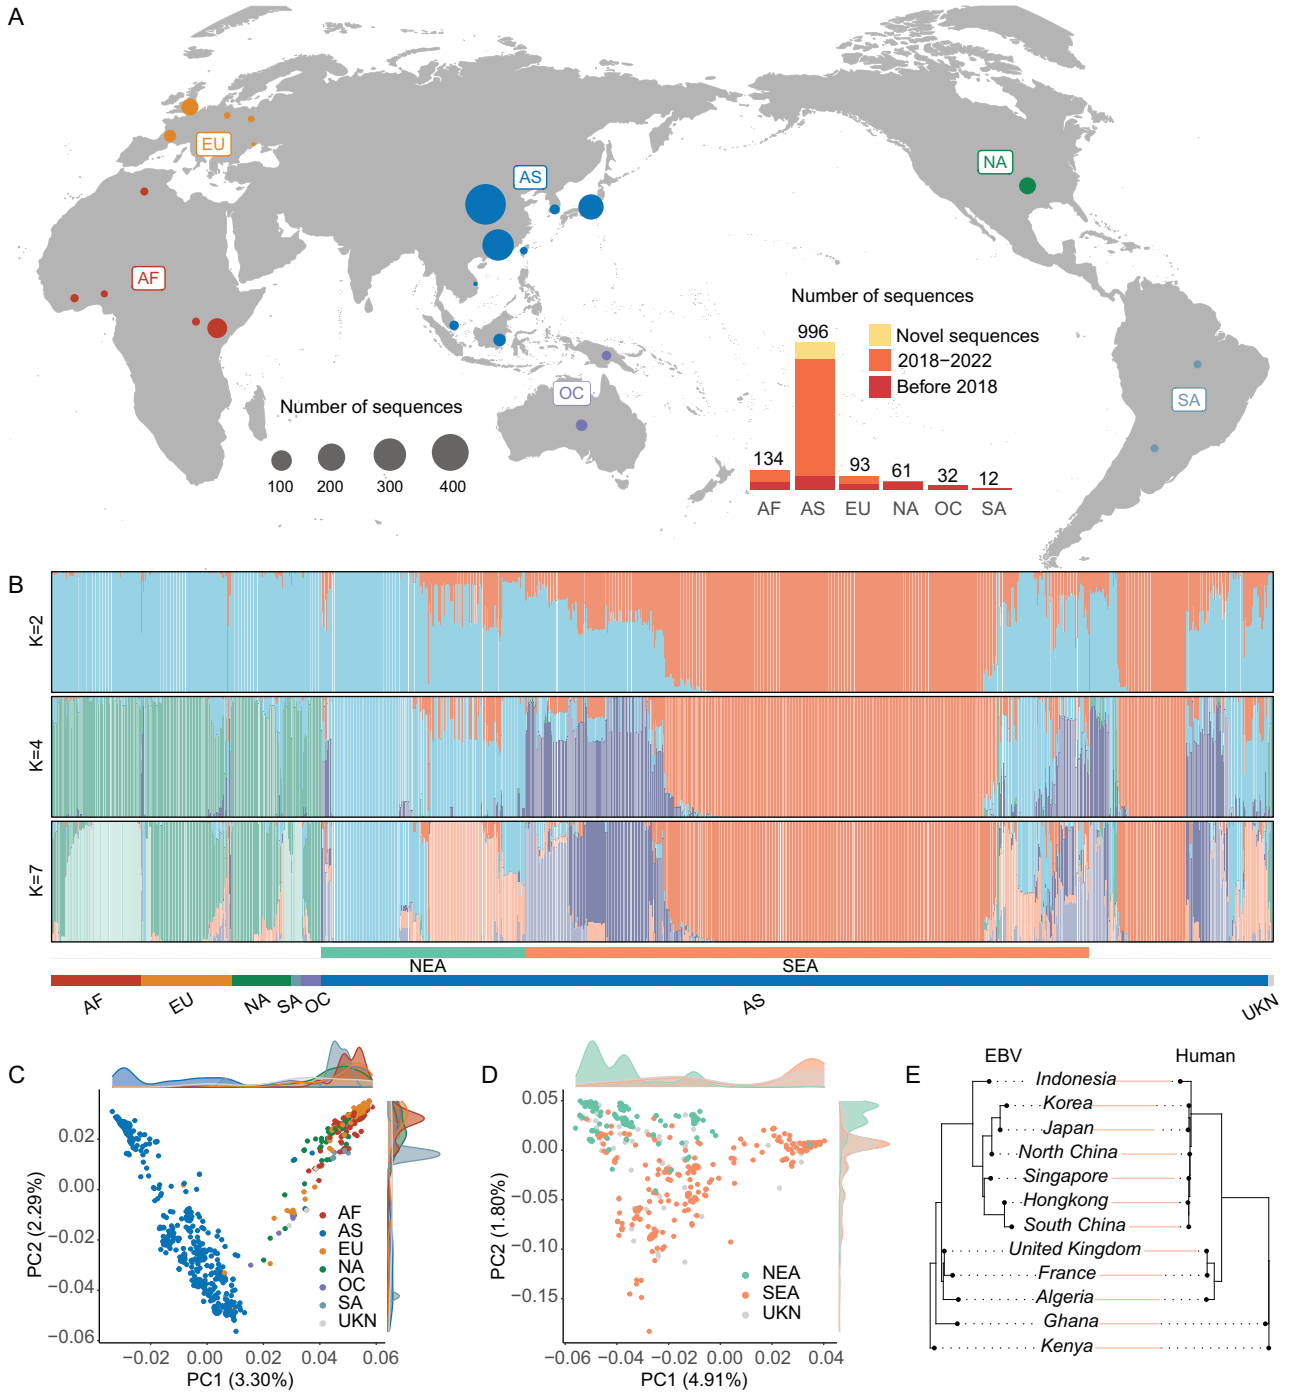 A
EU
AS
NA
AF
OC
SA
Number of sequences
100 200 300 400
Number of sequences
996
134
93
61
32
12
Novel sequences
2018−2022
Before 2018
AF AS EU NA OC SA
B
K=2
K=4
K=7
NEA SEA
AF EU NA SA OC AS UKN
C
PC2 (2.29%)
0.02
0.00
−0.02
−0.04
−0.06
−0.02 0.00 0.02 0.04 0.06
PC1 (3.30%)
AF
AS
EU
NA
OC
SA
UKN
D
PC2 (1.80%)
0.05
0.00
−0.05
−0.10
−0.15
−0.06 −0.04 −0.02 0.00 0.02 0.04
PC1 (4.91%)
NEA
SEA
UKN
E
EBV Human
Indonesia
Korea
Japan
North China
Singapore
Hongkong
South China
United Kingdom
France
Algeria
Ghana
Kenya